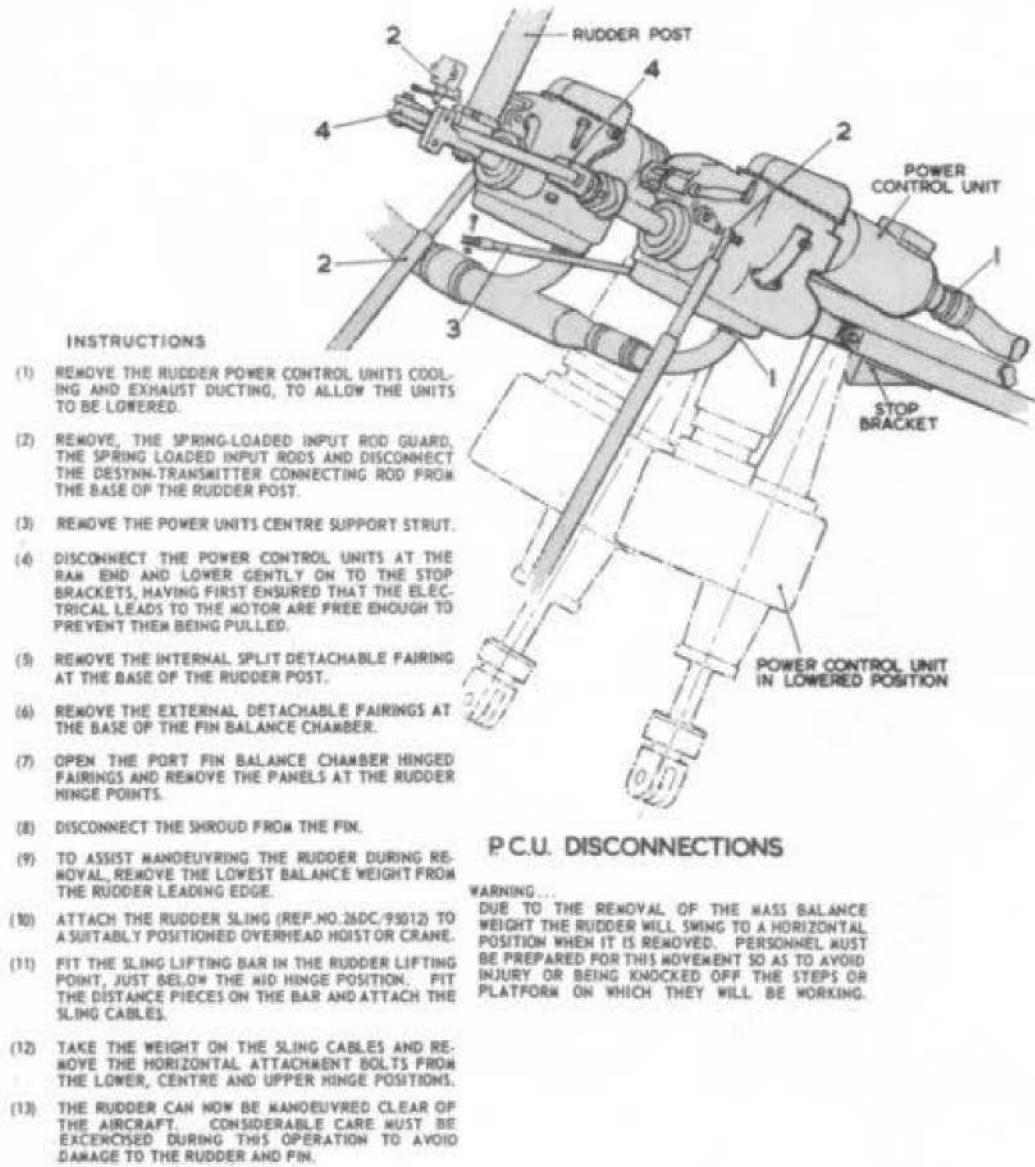 RUDDER POST
2
4
4
2
POWER
CONTROL UNIT
1
2
3
1
STOP
BRACKET
POWER CONTROL UNIT
IN LOWERED POSITION
INSTRUCTIONS
(1) REMOVE THE RUDDER POWER CONTROL UNITS COOL-
ING AND EXHAUST DUCTING, TO ALLOW THE UNITS
TO BE LOWERED.
(2) REMOVE, THE SPRING-LOADED INPUT ROD GUARD,
THE SPRING LOADED INPUT RODS AND DISCONNECT
THE DESYNN-TRANSMITTER CONNECTING ROD FROM
THE BASE OF THE RUDDER POST.
(3) REMOVE THE POWER UNITS CENTRE SUPPORT STRUT.
(4) DISCONNECT THE POWER CONTROL UNITS AT THE
RAM END AND LOWER GENTLY ON TO THE STOP
BRACKETS, HAVING FIRST ENSURED THAT THE ELEC-
TRICAL LEADS TO THE MOTOR ARE FREE ENOUGH TO
PREVENT THEM BEING PULLED.
(5) REMOVE THE INTERNAL SPLIT DETACHABLE FAIRING
AT THE BASE OF THE RUDDER POST.
(6) REMOVE THE EXTERNAL DETACHABLE FAIRINGS AT
THE BASE OF THE FIN BALANCE CHAMBER.
(7) OPEN THE PORT FIN BALANCE CHAMBER HINGED
FAIRINGS AND REMOVE THE PANELS AT THE RUDDER
HINGE POINTS.
(8) DISCONNECT THE SHROUD FROM THE FIN.
(9) TO ASSIST MANOEUVRING THE RUDDER DURING RE-
MOVAL, REMOVE THE LOWEST BALANCE WEIGHT FROM
THE RUDDER LEADING EDGE.
(10) ATTACH THE RUDDER SLING (REF.NO.26DC/95012) TO
A SUITABLY POSITIONED OVERHEAD HOIST OR CRANE.
(11) FIT THE SLING LIFTING BAR IN THE RUDDER LIFTING
POINT, JUST BELOW THE MID HINGE POSITION. FIT
THE DISTANCE PIECES ON THE BAR AND ATTACH THE
SLING CABLES.
(12) TAKE THE WEIGHT ON THE SLING CABLES AND RE-
MOVE THE HORIZONTAL ATTACHMENT BOLTS FROM
THE LOWER, CENTRE AND UPPER HINGE POSITIONS.
(13) THE RUDDER CAN NOW BE MANOEUVRED CLEAR OF
THE AIRCRAFT. CONSIDERABLE CARE MUST BE
EXCERCISED DURING THIS OPERATION TO AVOID
DAMAGE TO THE RUDDER AND FIN.
P.C.U. DISCONNECTIONS
WARNING...
DUE TO THE REMOVAL OF THE MASS BALANCE
WEIGHT THE RUDDER WILL SWING TO A HORIZONTAL
POSITION WHEN IT IS REMOVED. PERSONNEL MUST
BE PREPARED FOR THIS MOVEMENT SO AS TO AVOID
INJURY OR BEING KNOCKED OFF THE STEPS OR
PLATFORM ON WHICH THEY WILL BE WORKING.